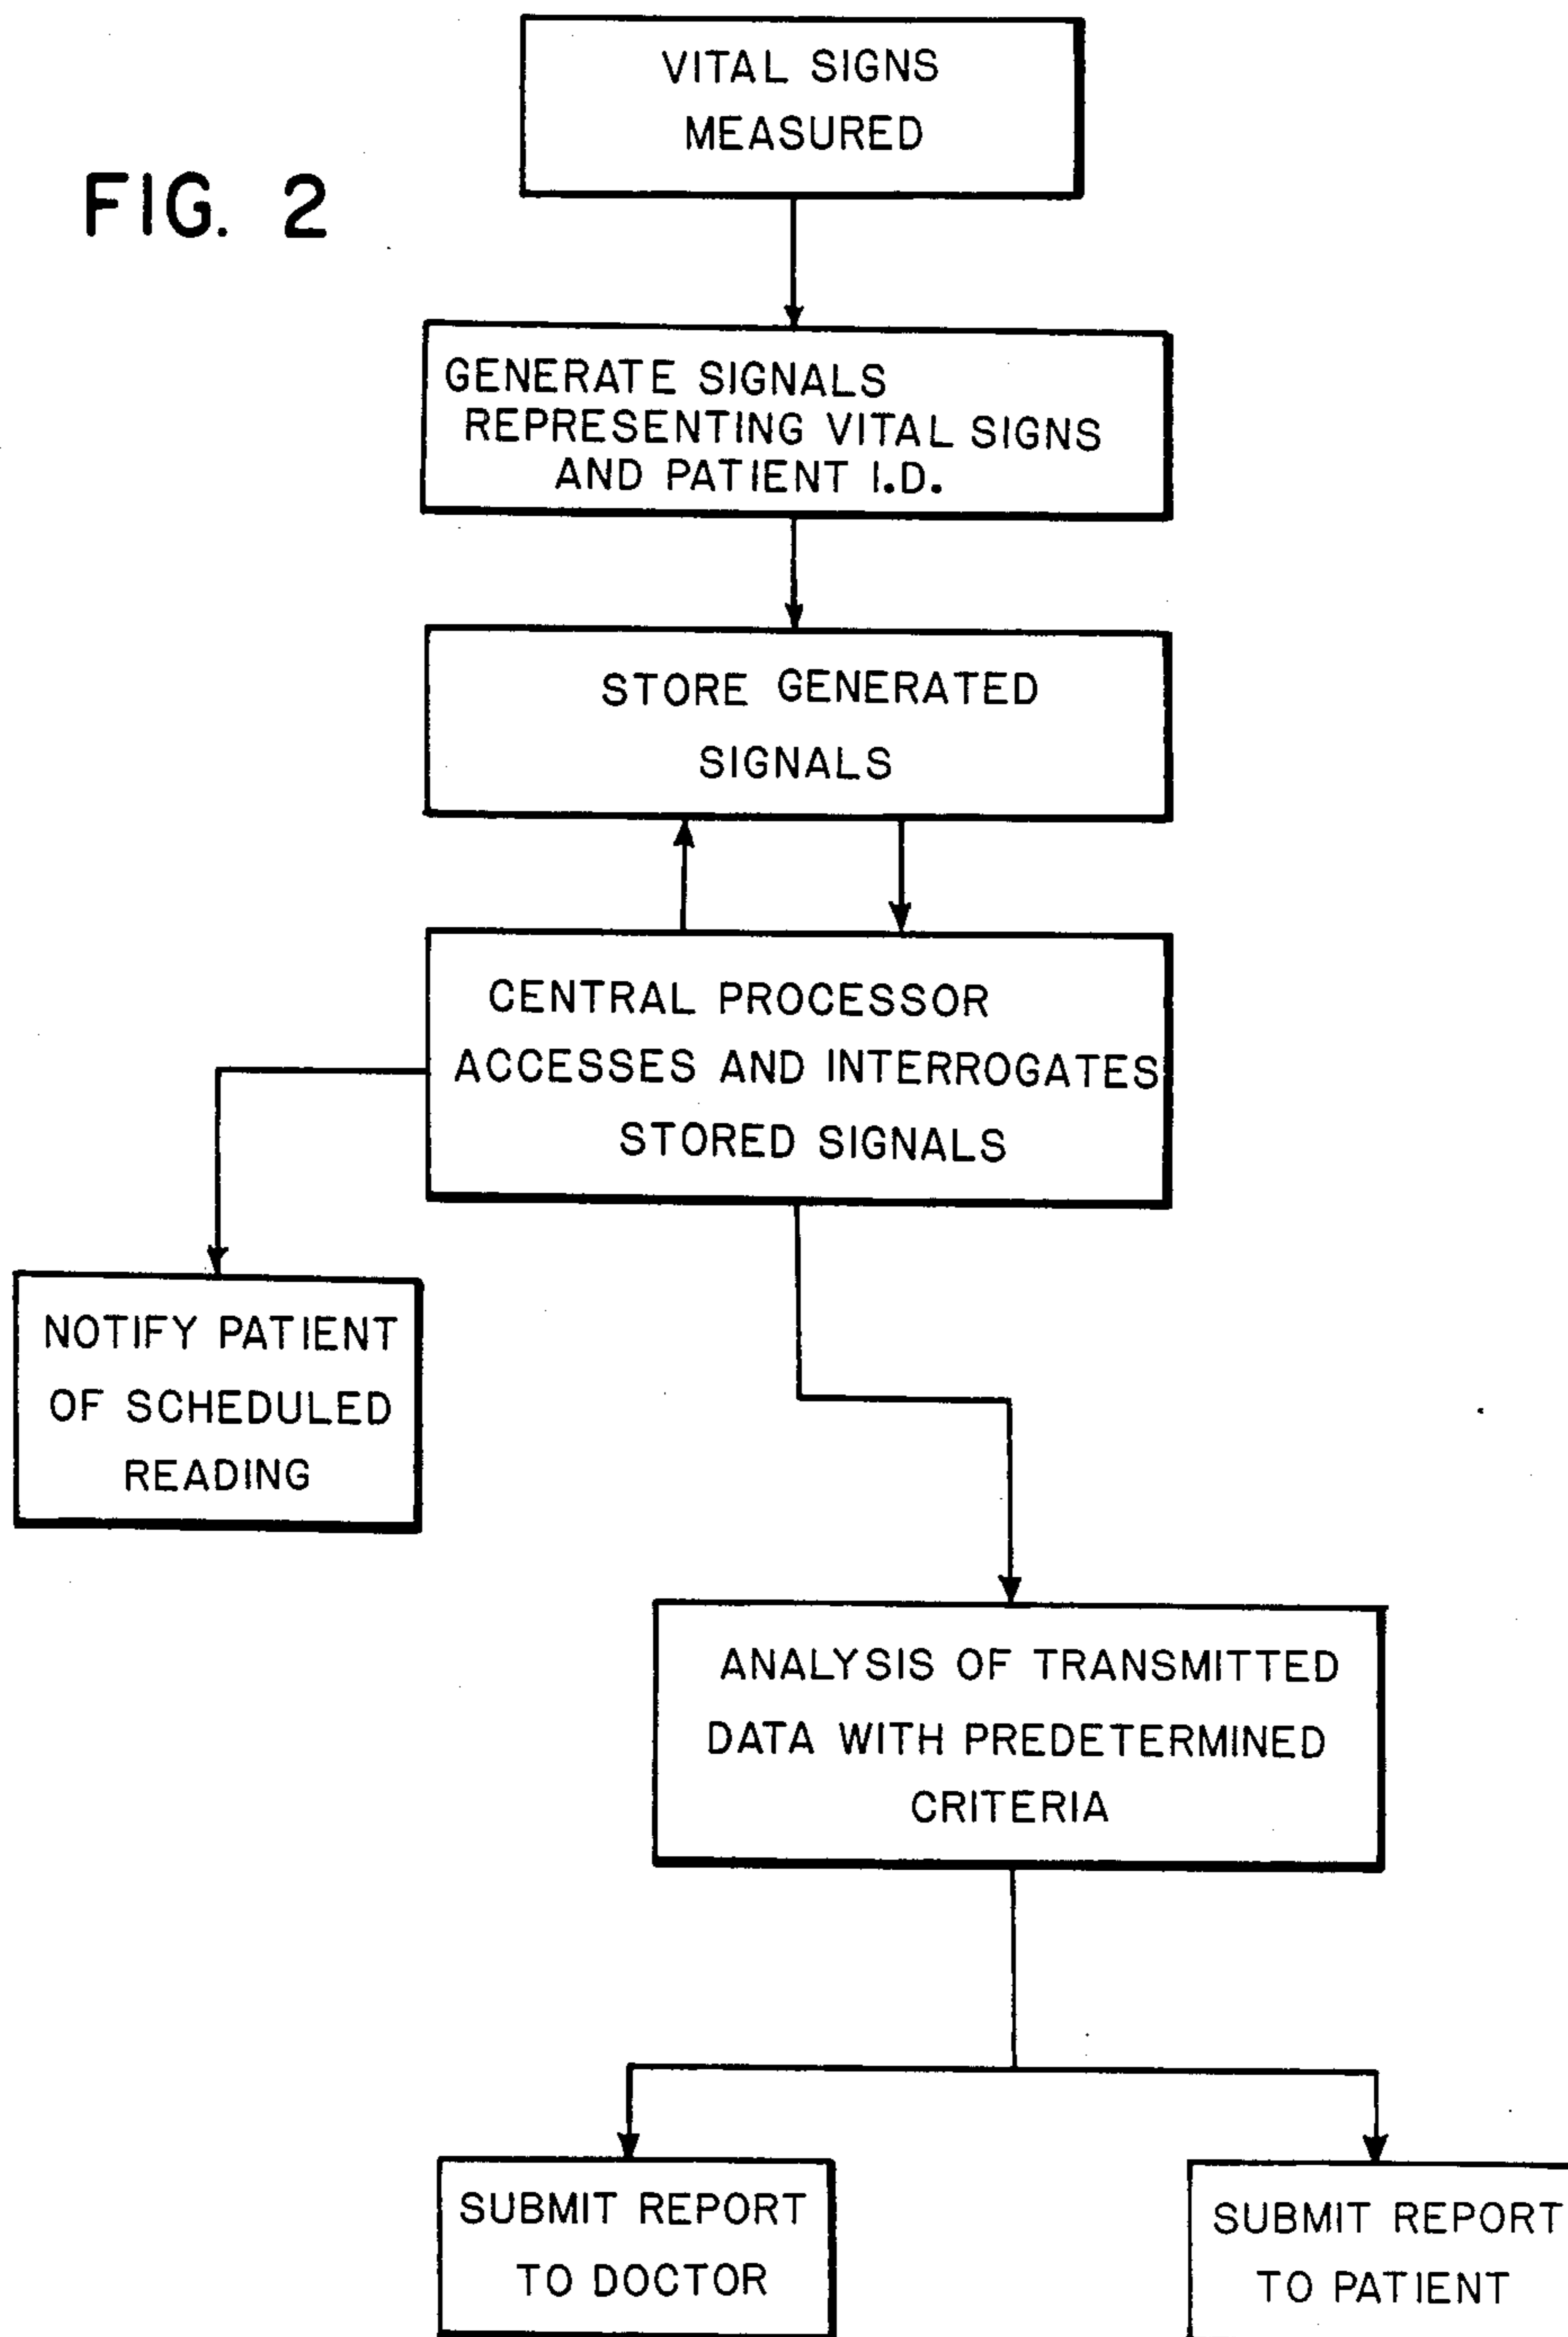 VITAL SIGNS
MEASURED
FIG. 2
GENERATE SIGNALS
REPRESENTING VITAL SIGNS
AND PATIENT I.D.
STORE GENERATED
SIGNALS
CENTRAL PROCESSOR
ACCESSES AND INTERROGATES
STORED SIGNALS
NOTIFY PATIENT
OF SCHEDULED
READING
ANALYSIS OF TRANSMITTED
DATA WITH PREDETERMINED
CRITERIA
SUBMIT REPORT
TO DOCTOR
SUBMIT REPORT
TO PATIENT